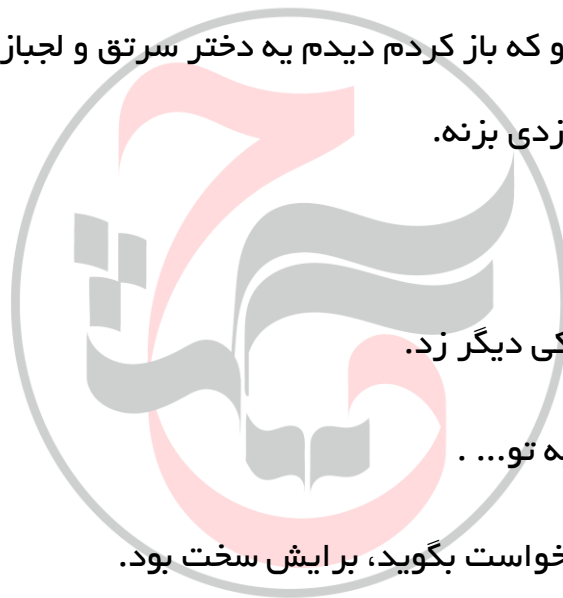 و که باز کردم دیدم یه دختر سرتق و لجباز
زدی بزنه.
کی دیگر زد.
ه تو... .
خواست بگوید، برایش سخت بود.